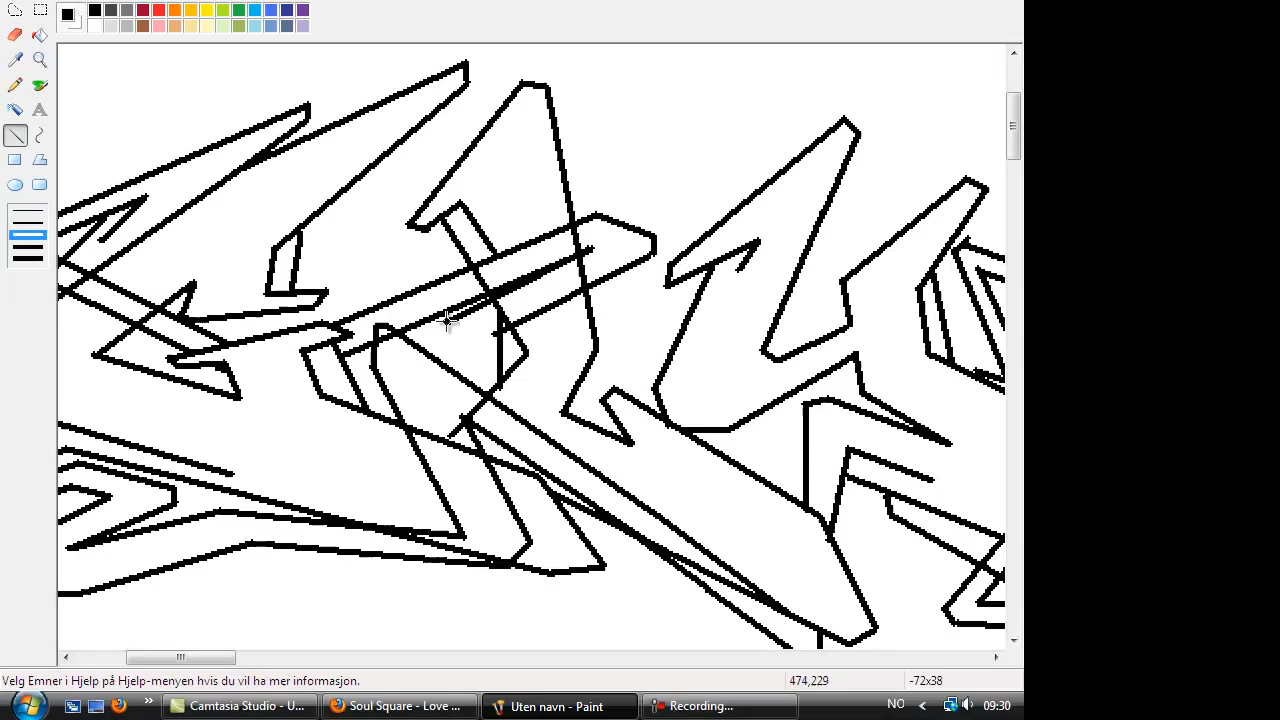 Velg Emner i Hjelp på Hjelp-menyen hvis du vil ha mer informasjon.
474,229
-72x38
Camtasia Studio - U...
Soul Square - Love ...
Uten navn - Paint
Recording...
NO
09:30